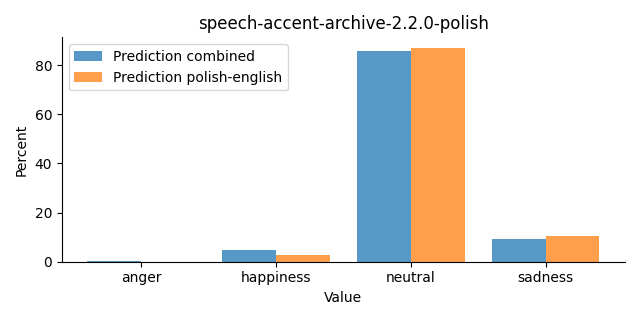 speech-accent-archive-2.2.0-polish
Prediction combined
Prediction polish-english
80
60
40
20
0
Percent
anger happiness neutral sadness
Value